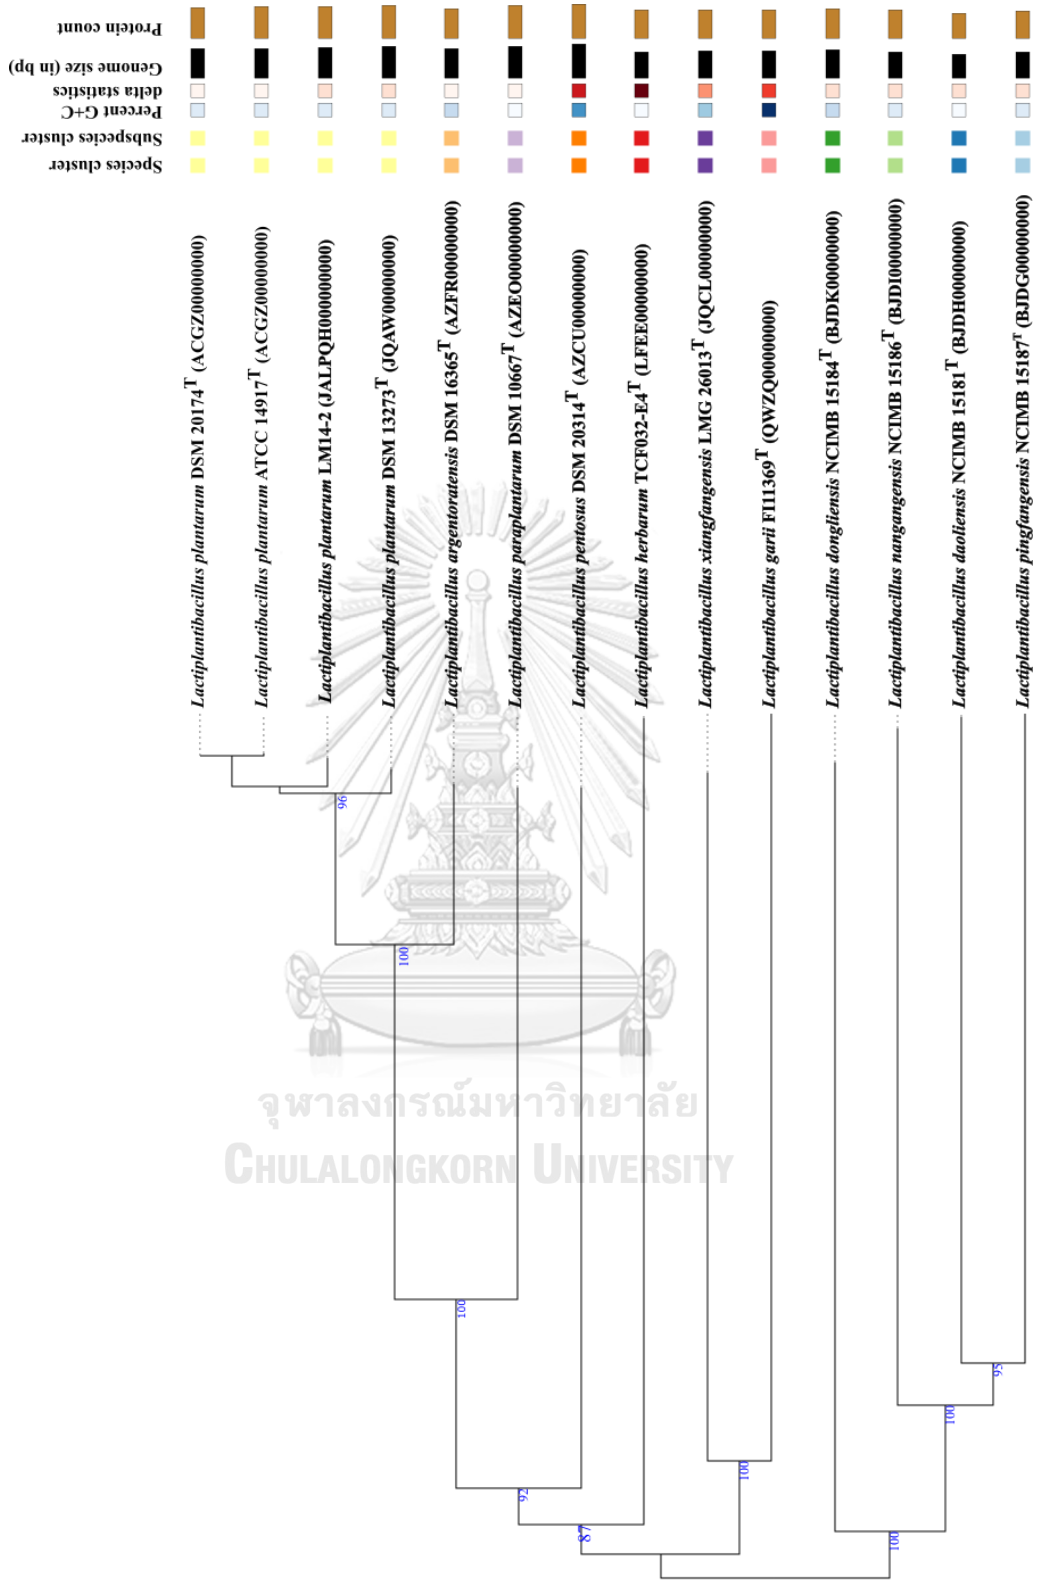 Protein count
Genome size (in bp)
delta statistics
Percent G+C
Subspecies cluster
Species cluster
Lactiplantibacillus plantarum DSM 20174T (ACGZ00000000)
Lactiplantibacillus plantarum ATCC 14917T (ACGZ00000000)
Lactiplantibacillus plantarum LM14-2 (JALPQH00000000)
Lactiplantibacillus plantarum DSM 13273T (JQAW00000000)
Lactiplantibacillus argentoratensis DSM 16365T (AZFR00000000)
Lactiplantibacillus paraplantarum DSM 10667T (AZEO00000000)
Lactiplantibacillus pentosus DSM 20314T (AZCU00000000)
Lactiplantibacillus herbarum TCF032-E4T (LFEE00000000)
Lactiplantibacillus xiangfangensis LMG 26013T (JQCL00000000)
Lactiplantibacillus garii FI11369T (QWZQ00000000)
Lactiplantibacillus dongliensis NCIMB 15184T (BJDK00000000)
Lactiplantibacillus nangangensis NCIMB 15186T (BJDI00000000)
Lactiplantibacillus daoliensis NCIMB 15181T (BJDH00000000)
Lactiplantibacillus pingfangensis NCIMB 15187T (BJDG00000000)
96
100
100
95
100
100
92
87
100
จุฬาลงกรณ์มหาวิทยาลัย
CHULALONGKORN UNIVERSITY